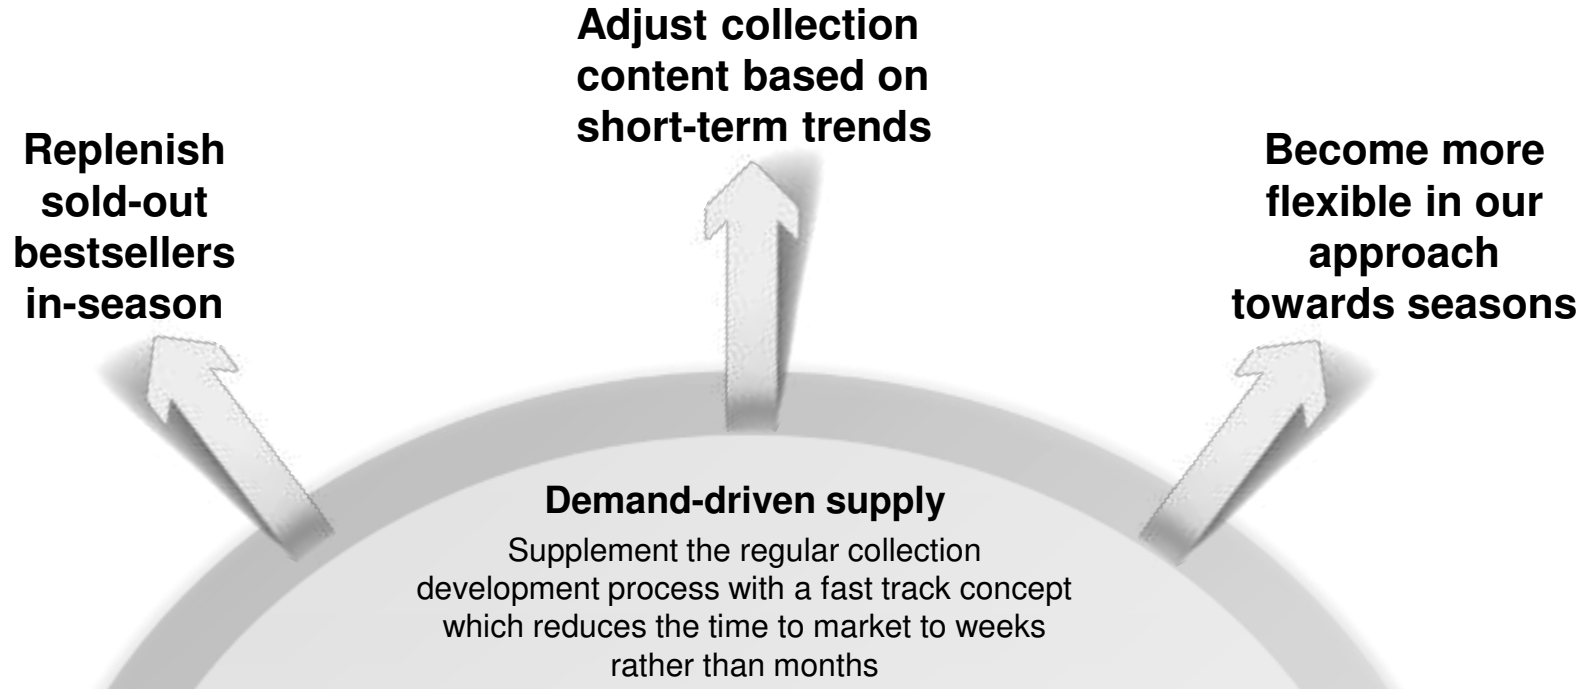 Adjust collection
content based on
short-term trends
Replenish
sold-out
bestsellers
in-season
Become more
flexible in our
approach
towards seasons
Demand-driven supply
Supplement the regular collection
development process with a fast track concept
which reduces the time to market to weeks
rather than months